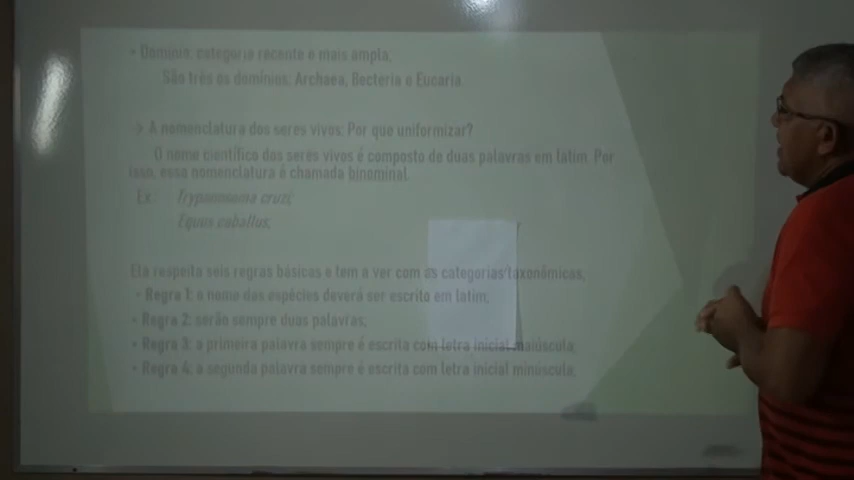 • Domínio: categoria recente e mais ampla.
São três os domínios: Archaea, Bacteria e Eucaria.
→ A nomenclatura dos seres vivos: Por que uniformizar?
O nome científico dos seres vivos é composto de duas palavras em latim. Por
isso, essa nomenclatura é chamada binominal.
Ex: Trypanosoma cruzi;
Equus caballus;
Ela respeita seis regras básicas e tem a ver com as categorias taxonômicas;
- Regra 1: o nome das espécies deverá ser escrito em latim;
• Regra 2: serão sempre duas palavras;
• Regra 3: a primeira palavra sempre é escrita com letra inicial maiúscula;
• Regra 4: a segunda palavra sempre é escrita com letra inicial minúscula;